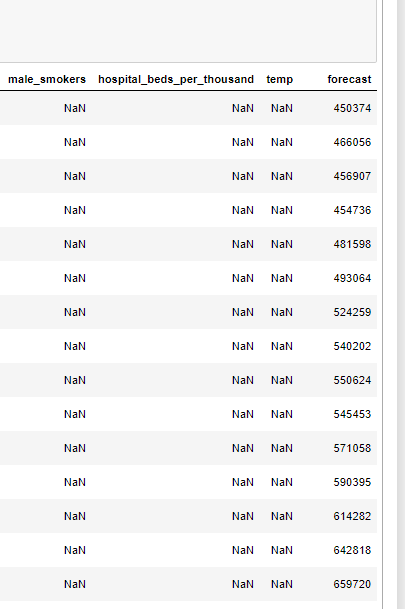 male_smokers hospital_beds_per_thousand temp forecast
NaN NaN NaN 450374
NaN NaN NaN 466056
NaN NaN NaN 456907
NaN NaN NaN 454736
NaN NaN NaN 481598
NaN NaN NaN 493064
NaN NaN NaN 524259
NaN NaN NaN 540202
NaN NaN NaN 550624
NaN NaN NaN 545453
NaN NaN NaN 571058
NaN NaN NaN 590395
NaN NaN NaN 614282
NaN NaN NaN 642818
NaN NaN NaN 659720